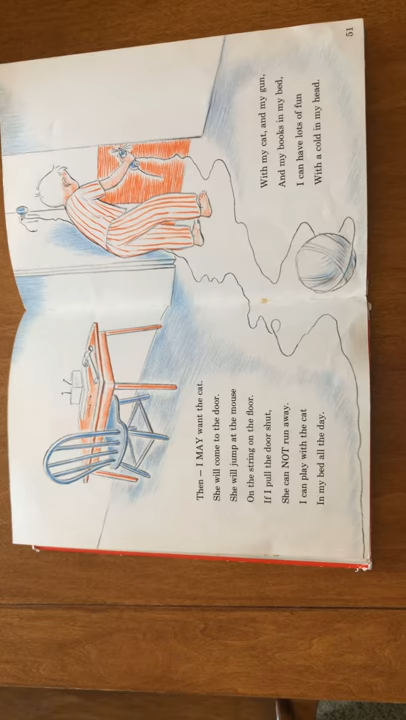 Then — I MAY want the cat.
She will come to the door.
She will jump at the mouse
On the string on the floor.
If I pull the door shut,
She can NOT run away.
I can play with the cat
In my bed all the day.
With my cat, and my gun,
And my books in my bed,
I can have lots of fun
With a cold in my head.
51